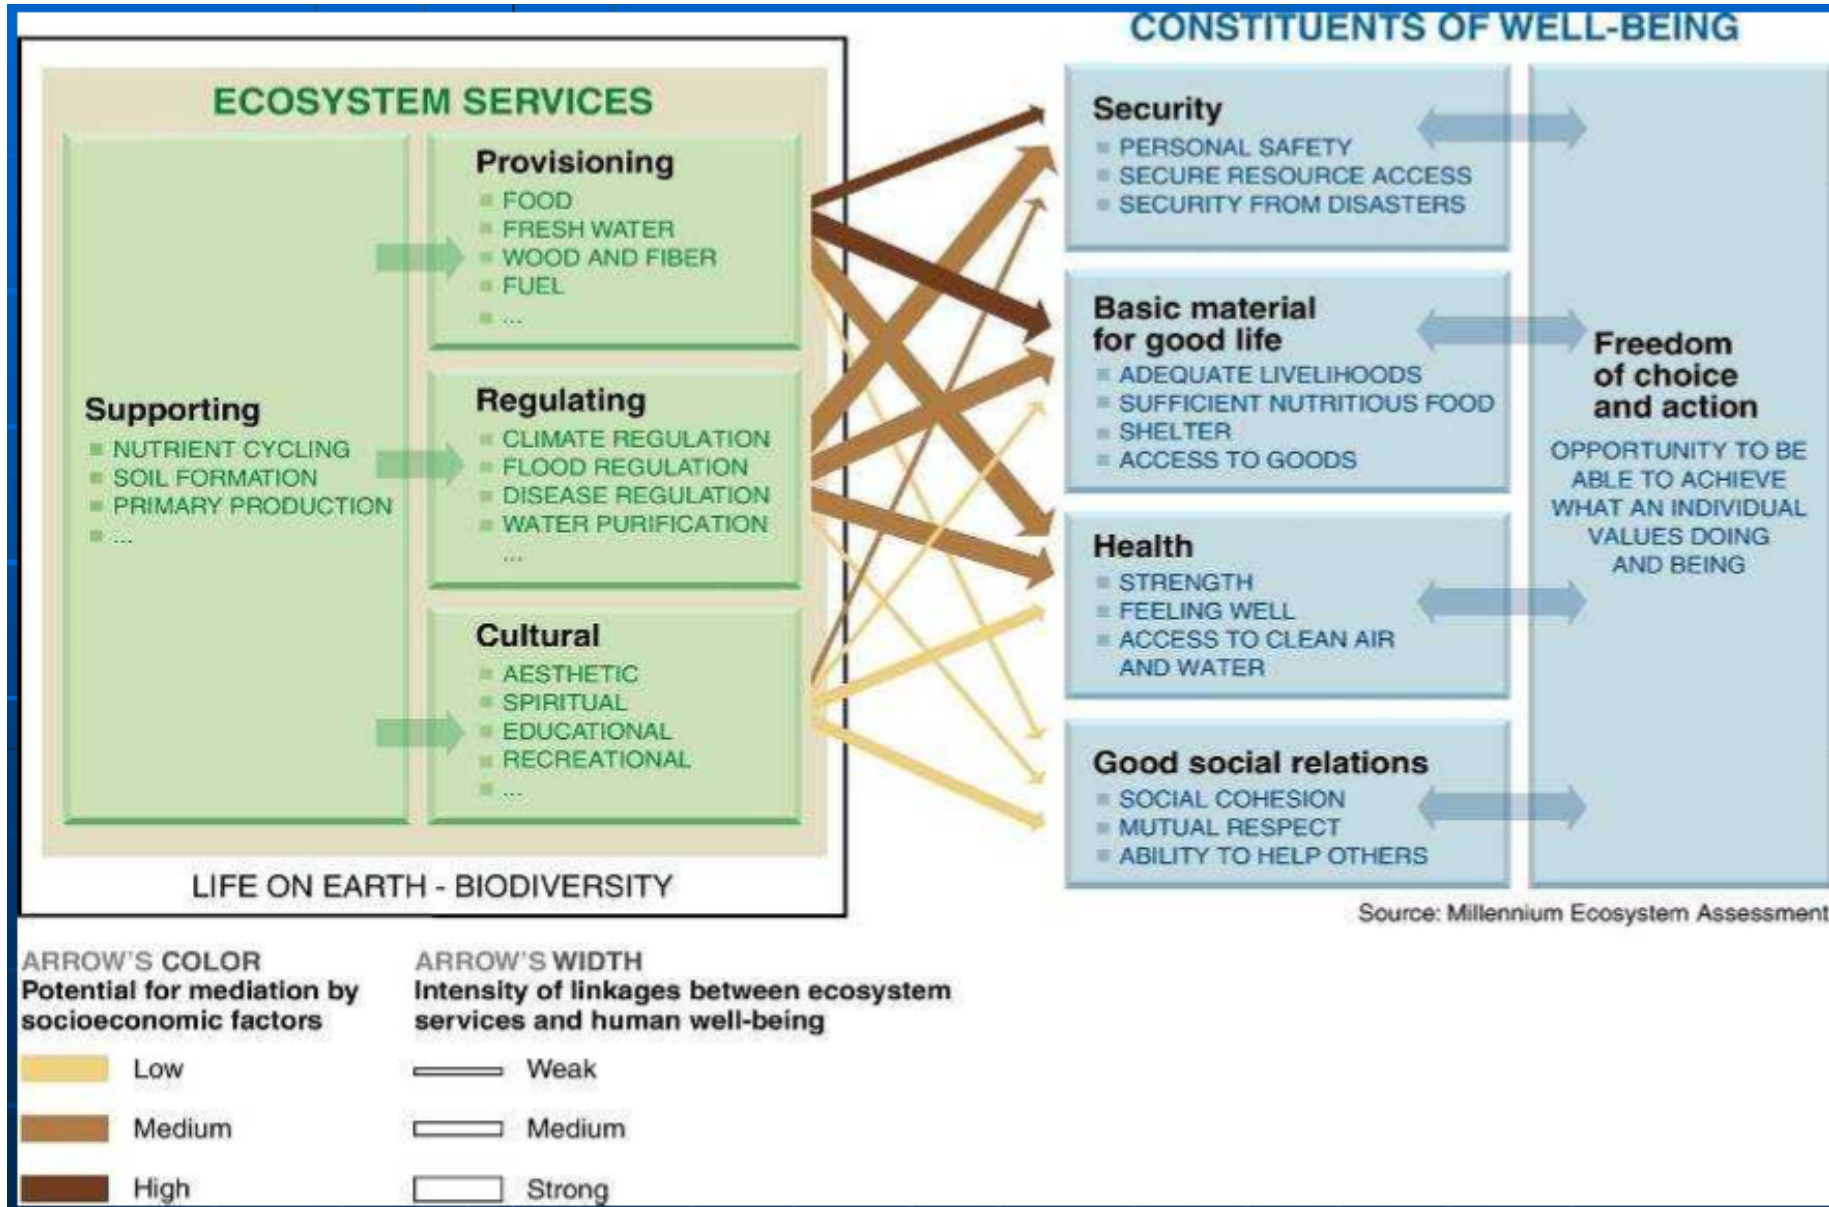 CONSTITUENTS OF WELL-BEING
ECOSYSTEM SERVICES
Supporting
NUTRIENT CYCLING
SOIL FORMATION
PRIMARY PRODUCTION
...
Provisioning
FOOD
FRESH WATER
WOOD AND FIBER
FUEL
...
Regulating
CLIMATE REGULATION
FLOOD REGULATION
DISEASE REGULATION
WATER PURIFICATION
...
Cultural
AESTHETIC
SPIRITUAL
EDUCATIONAL
RECREATIONAL
...
LIFE ON EARTH - BIODIVERSITY
Security
PERSONAL SAFETY
SECURE RESOURCE ACCESS
SECURITY FROM DISASTERS
Basic material
for good life
ADEQUATE LIVELIHOODS
SUFFICIENT NUTRITIOUS FOOD
SHELTER
ACCESS TO GOODS
Health
STRENGTH
FEELING WELL
ACCESS TO CLEAN AIR
AND WATER
Good social relations
SOCIAL COHESION
MUTUAL RESPECT
ABILITY TO HELP OTHERS
Freedom
of choice
and action
OPPORTUNITY TO BE
ABLE TO ACHIEVE
WHAT AN INDIVIDUAL
VALUES DOING
AND BEING
Source: Millennium Ecosystem Assessment
ARROW'S COLOR
Potential for mediation by
socioeconomic factors
Low
Medium
High
ARROW'S WIDTH
Intensity of linkages between ecosystem
services and human well-being
Weak
Medium
Strong